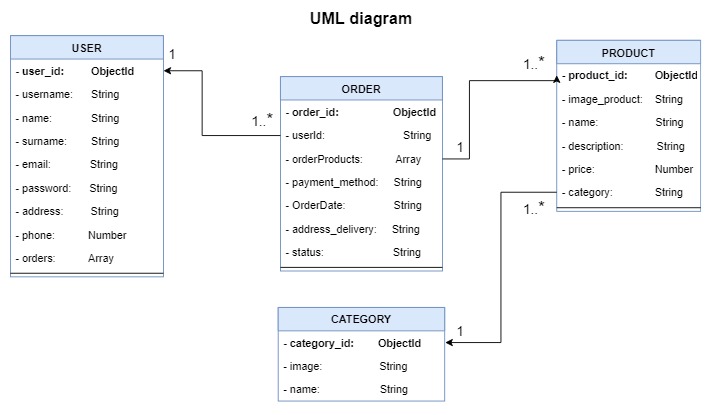 UML diagram
USER
- user_id: ObjectId
- username: String
- name: String
- surname: String
- email: String
- password: String
- address: String
- phone: Number
- orders: Array
1
1..*
ORDER
- order_id: ObjectId
- userId: String
- orderProducts: Array
- payment_method: String
- OrderDate: String
- address_delivery: String
- status: String
1
1..*
PRODUCT
- product_id: ObjectId
- image_product: String
- name: String
- description: String
- price: Number
- category: String
1..*
1
CATEGORY
- category_id: ObjectId
- image: String
- name: String